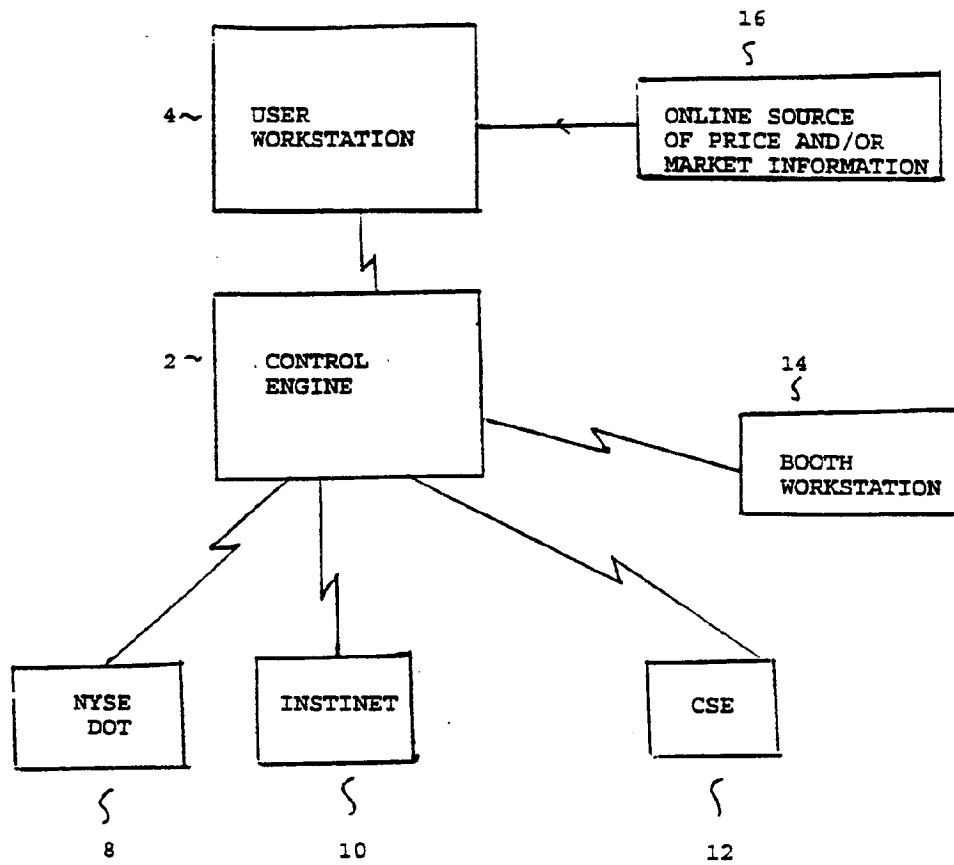 16
4~
USER
WORKSTATION
ONLINE SOURCE
OF PRICE AND/OR
MARKET INFORMATION
2~
CONTROL
ENGINE
14
BOOTH
WORKSTATION
NYSE
DOT
INSTINET
CSE
8
10
12